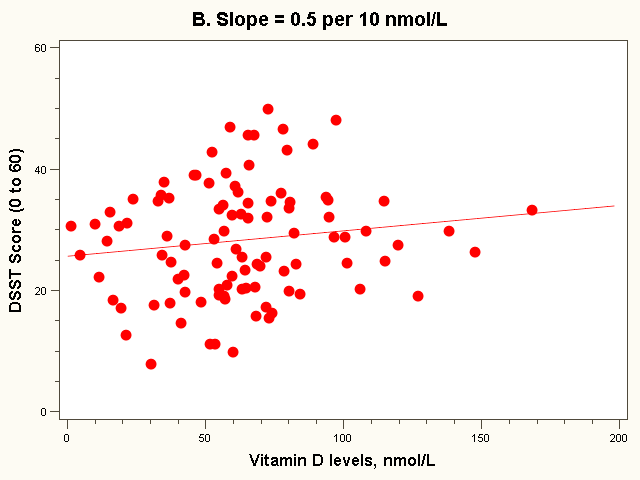 B. Slope = 0.5 per 10 nmol/L
60
40
20
0
DSST Score (0 to 60)
0 50 100 150 200
Vitamin D levels, nmol/L